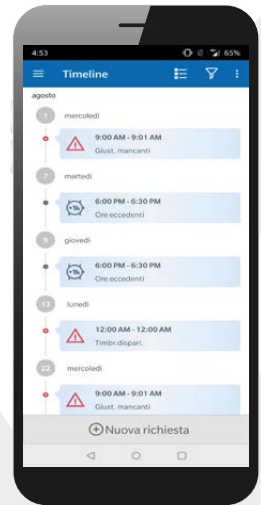 4:53 65%
Timeline
agosto
1 mercoledì
9:00 AM - 9:01 AM
Giust. mancanti
7 martedì
6:00 PM - 6:30 PM
Ore eccedenti
9 giovedì
6:00 PM - 6:30 PM
Ore eccedenti
13 lunedì
12:00 AM - 12:00 AM
Timbr.dispari.
22 mercoledì
9:00 AM - 9:01 AM
Giust. mancanti
Nuova richiesta